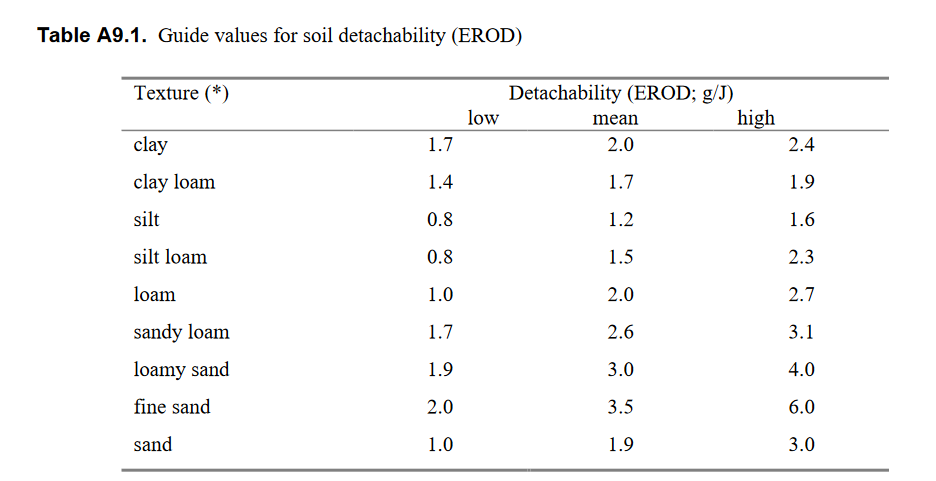 Table A9.1. Guide values for soil detachability (EROD)
Texture (*) Detachability (EROD; g/J)
low mean high
clay 1.7 2.0 2.4
clay loam 1.4 1.7 1.9
silt 0.8 1.2 1.6
silt loam 0.8 1.5 2.3
loam 1.0 2.0 2.7
sandy loam 1.7 2.6 3.1
loamy sand 1.9 3.0 4.0
fine sand 2.0 3.5 6.0
sand 1.0 1.9 3.0